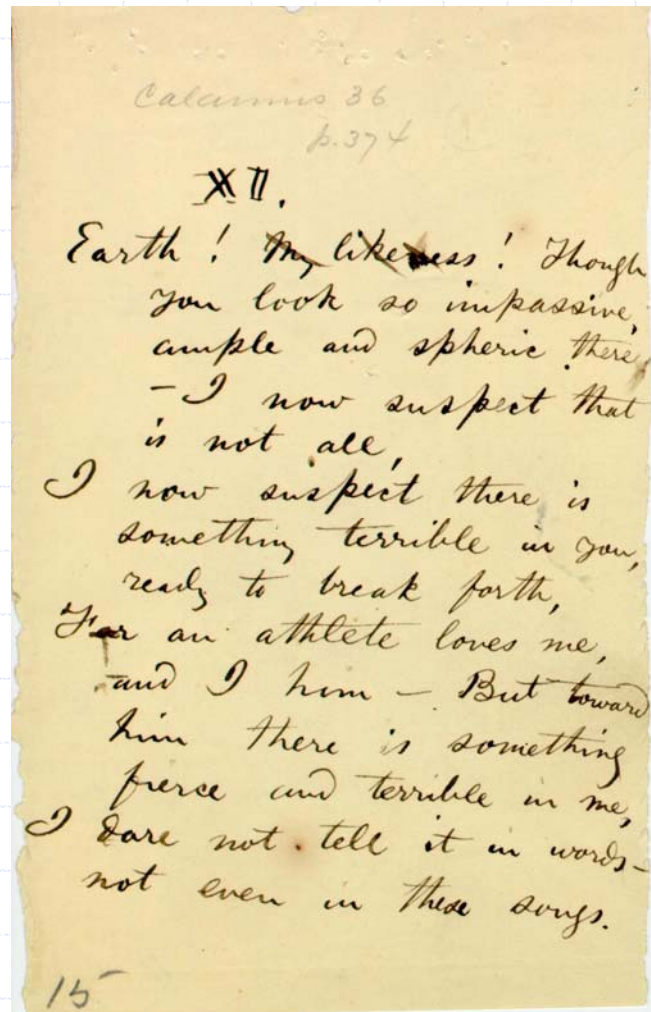 Calamus 36
p. 374
XII.
Earth! My likeness! Though
you look so impassive,
ample and spheric there
– I now suspect that
is not all,
I now suspect there is
something terrible in you,
ready to break forth,
For an athlete loves me,
and I him – But toward
him there is something
fierce and terrible in me,
I dare not tell it in words –
not even in these songs.
15